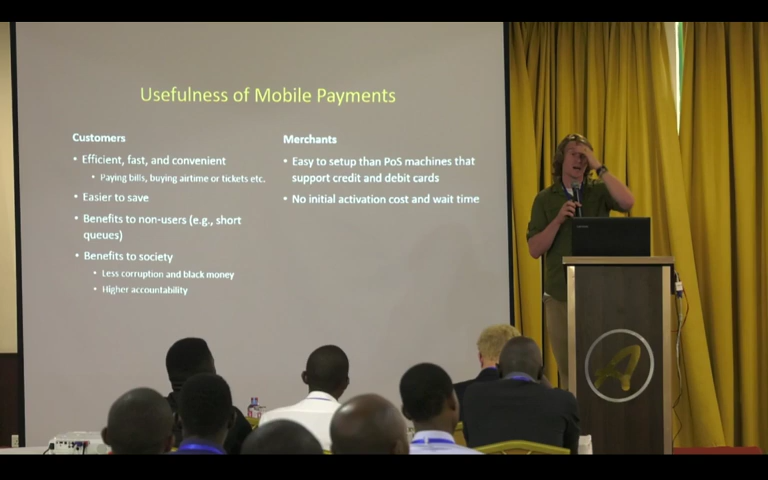 Usefulness of Mobile Payments
Customers
• Efficient, fast, and convenient
• Paying bills, buying airtime or tickets etc.
• Easier to save
• Benefits to non-users (e.g., short
queues)
• Benefits to society
• Less corruption and black money
• Higher accountability
Merchants
• Easy to setup than PoS machines that
support credit and debit cards
• No initial activation cost and wait time